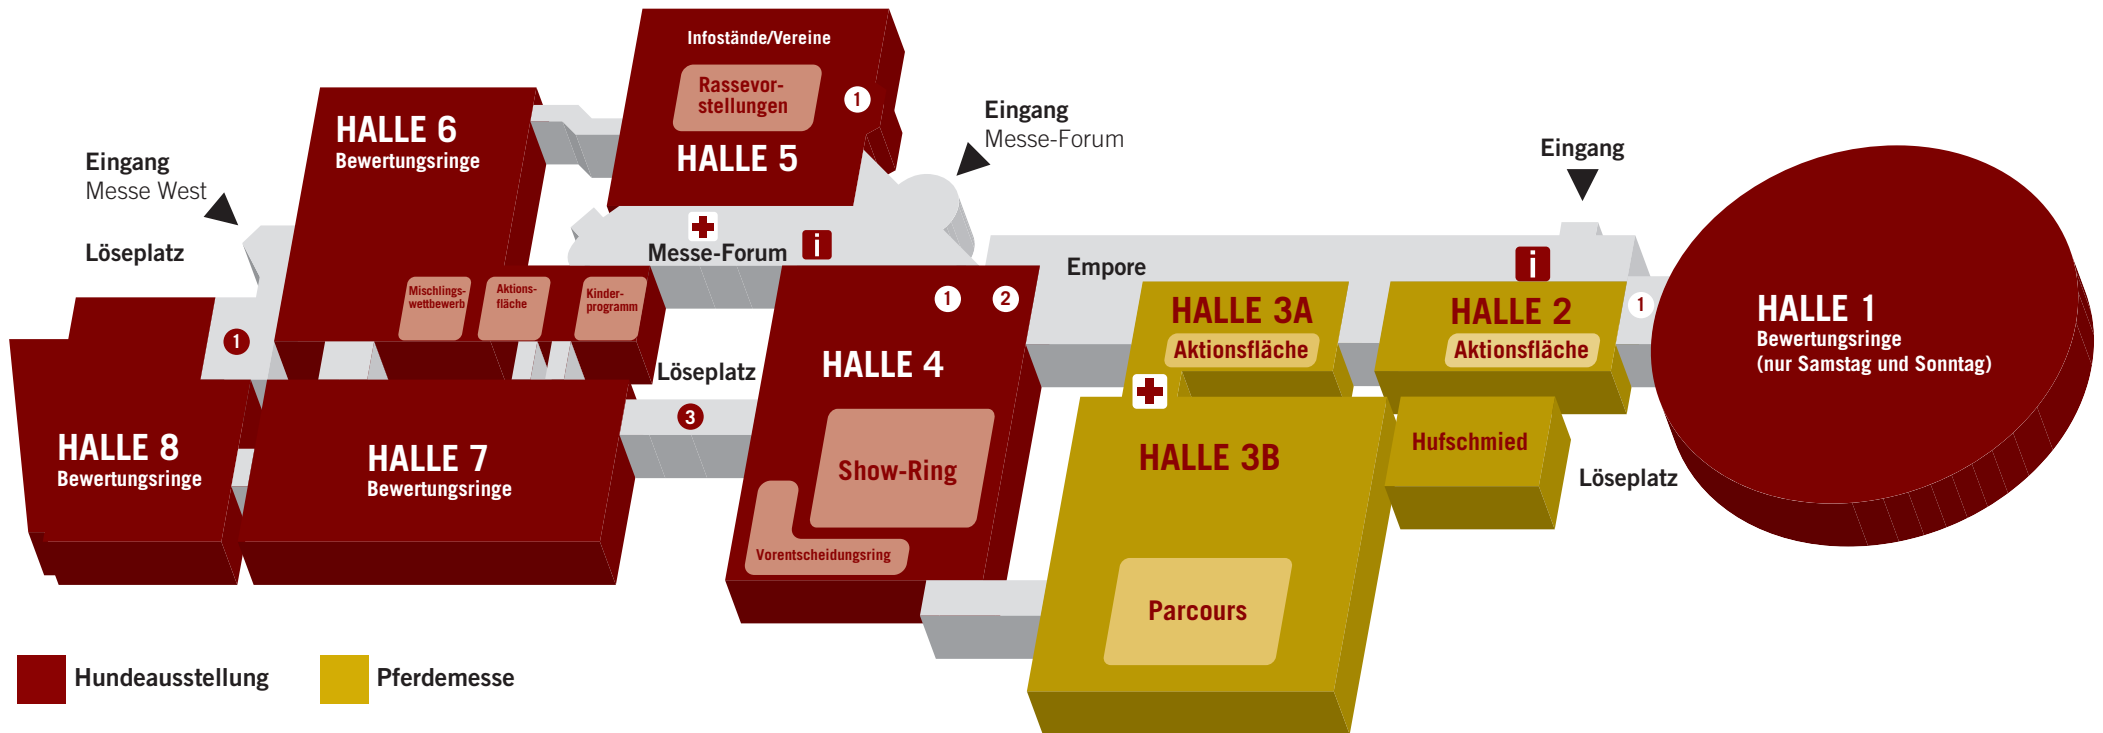 Infostände/Vereine
Rassevor-
stellungen
1
HALLE 5
Eingang
Messe-Forum
HALLE 6
Bewertungsringe
Eingang
Messe West
Löseplatz
Eingang
Messe-Forum
i
Empore
i
Mischlings-
wettbewerb
Aktions-
fläche
Kinder-
programm
1
1
2
HALLE 3A
Aktionsfläche
HALLE 2
Aktionsfläche
1
HALLE 1
Bewertungsringe
(nur Samstag und Sonntag)
Löseplatz
3
HALLE 4
HALLE 8
Bewertungsringe
HALLE 7
Bewertungsringe
Show-Ring
Vorentscheidungsring
HALLE 3B
Hufschmied
Löseplatz
Parcours
Hundeausstellung
Pferdemesse